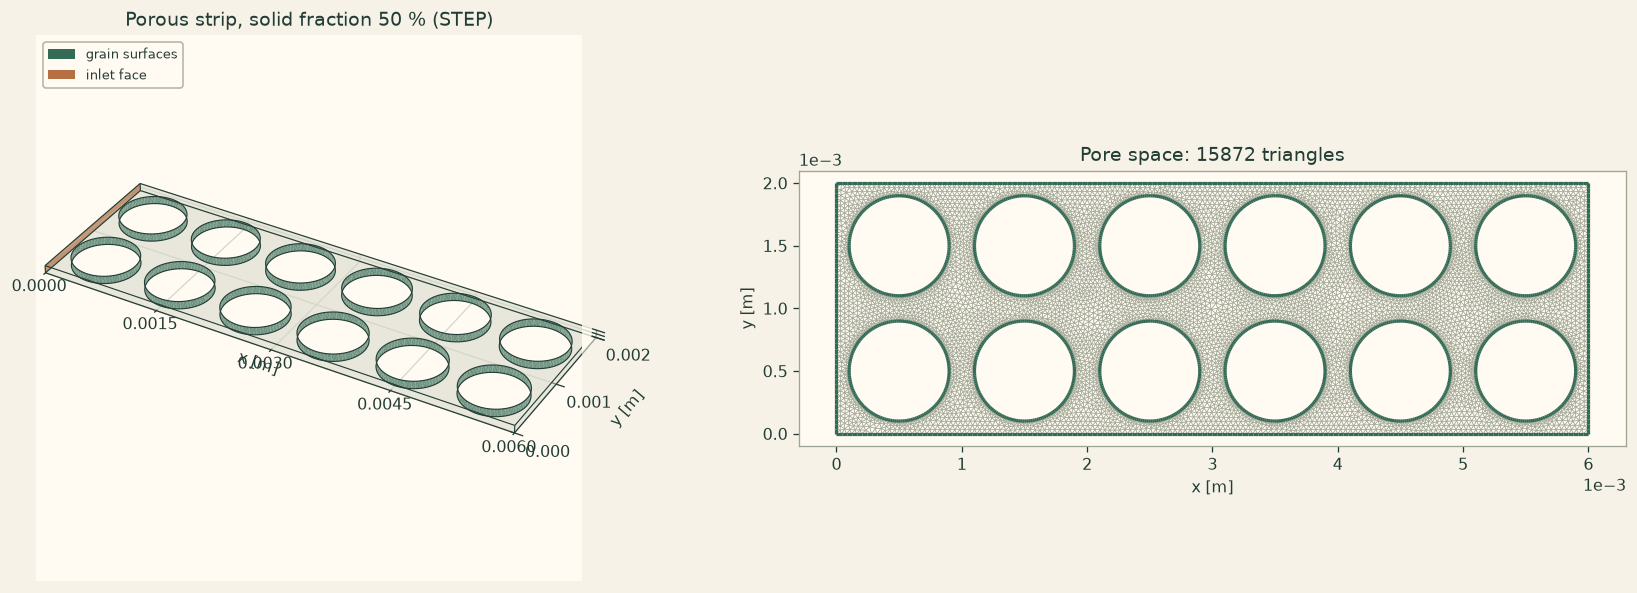 Porous strip, solid fraction 50 % (STEP)
grain surfaces
inlet face
0.0000
0.0015
0.0030
0.0045
0.0060
x [m]
0.000
0.001
0.002
y [m]
Pore space: 15872 triangles
1e−3
2.0
1.5
1.0
0.5
0.0
y [m]
0 1 2 3 4 5 6
x [m]
1e−3